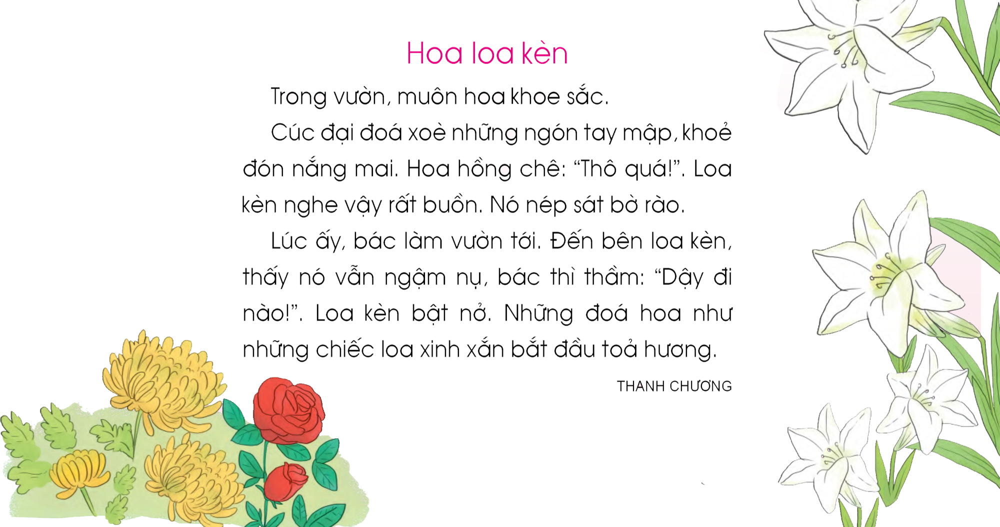 Hoa loa kèn
Trong vườn, muôn hoa khoe sắc.
Cúc đại đoá xoè những ngón tay mập, khoẻ
đón nắng mai. Hoa hồng chê: “Thô quá!”. Loa
kèn nghe vậy rất buồn. Nó nép sát bờ rào.
Lúc ấy, bác làm vườn tới. Đến bên loa kèn,
thấy nó vẫn ngậm nụ, bác thì thầm: “Dậy đi
nào!”. Loa kèn bật nở. Những đoá hoa như
những chiếc loa xinh xắn bắt đầu toả hương.
THANH CHƯƠNG